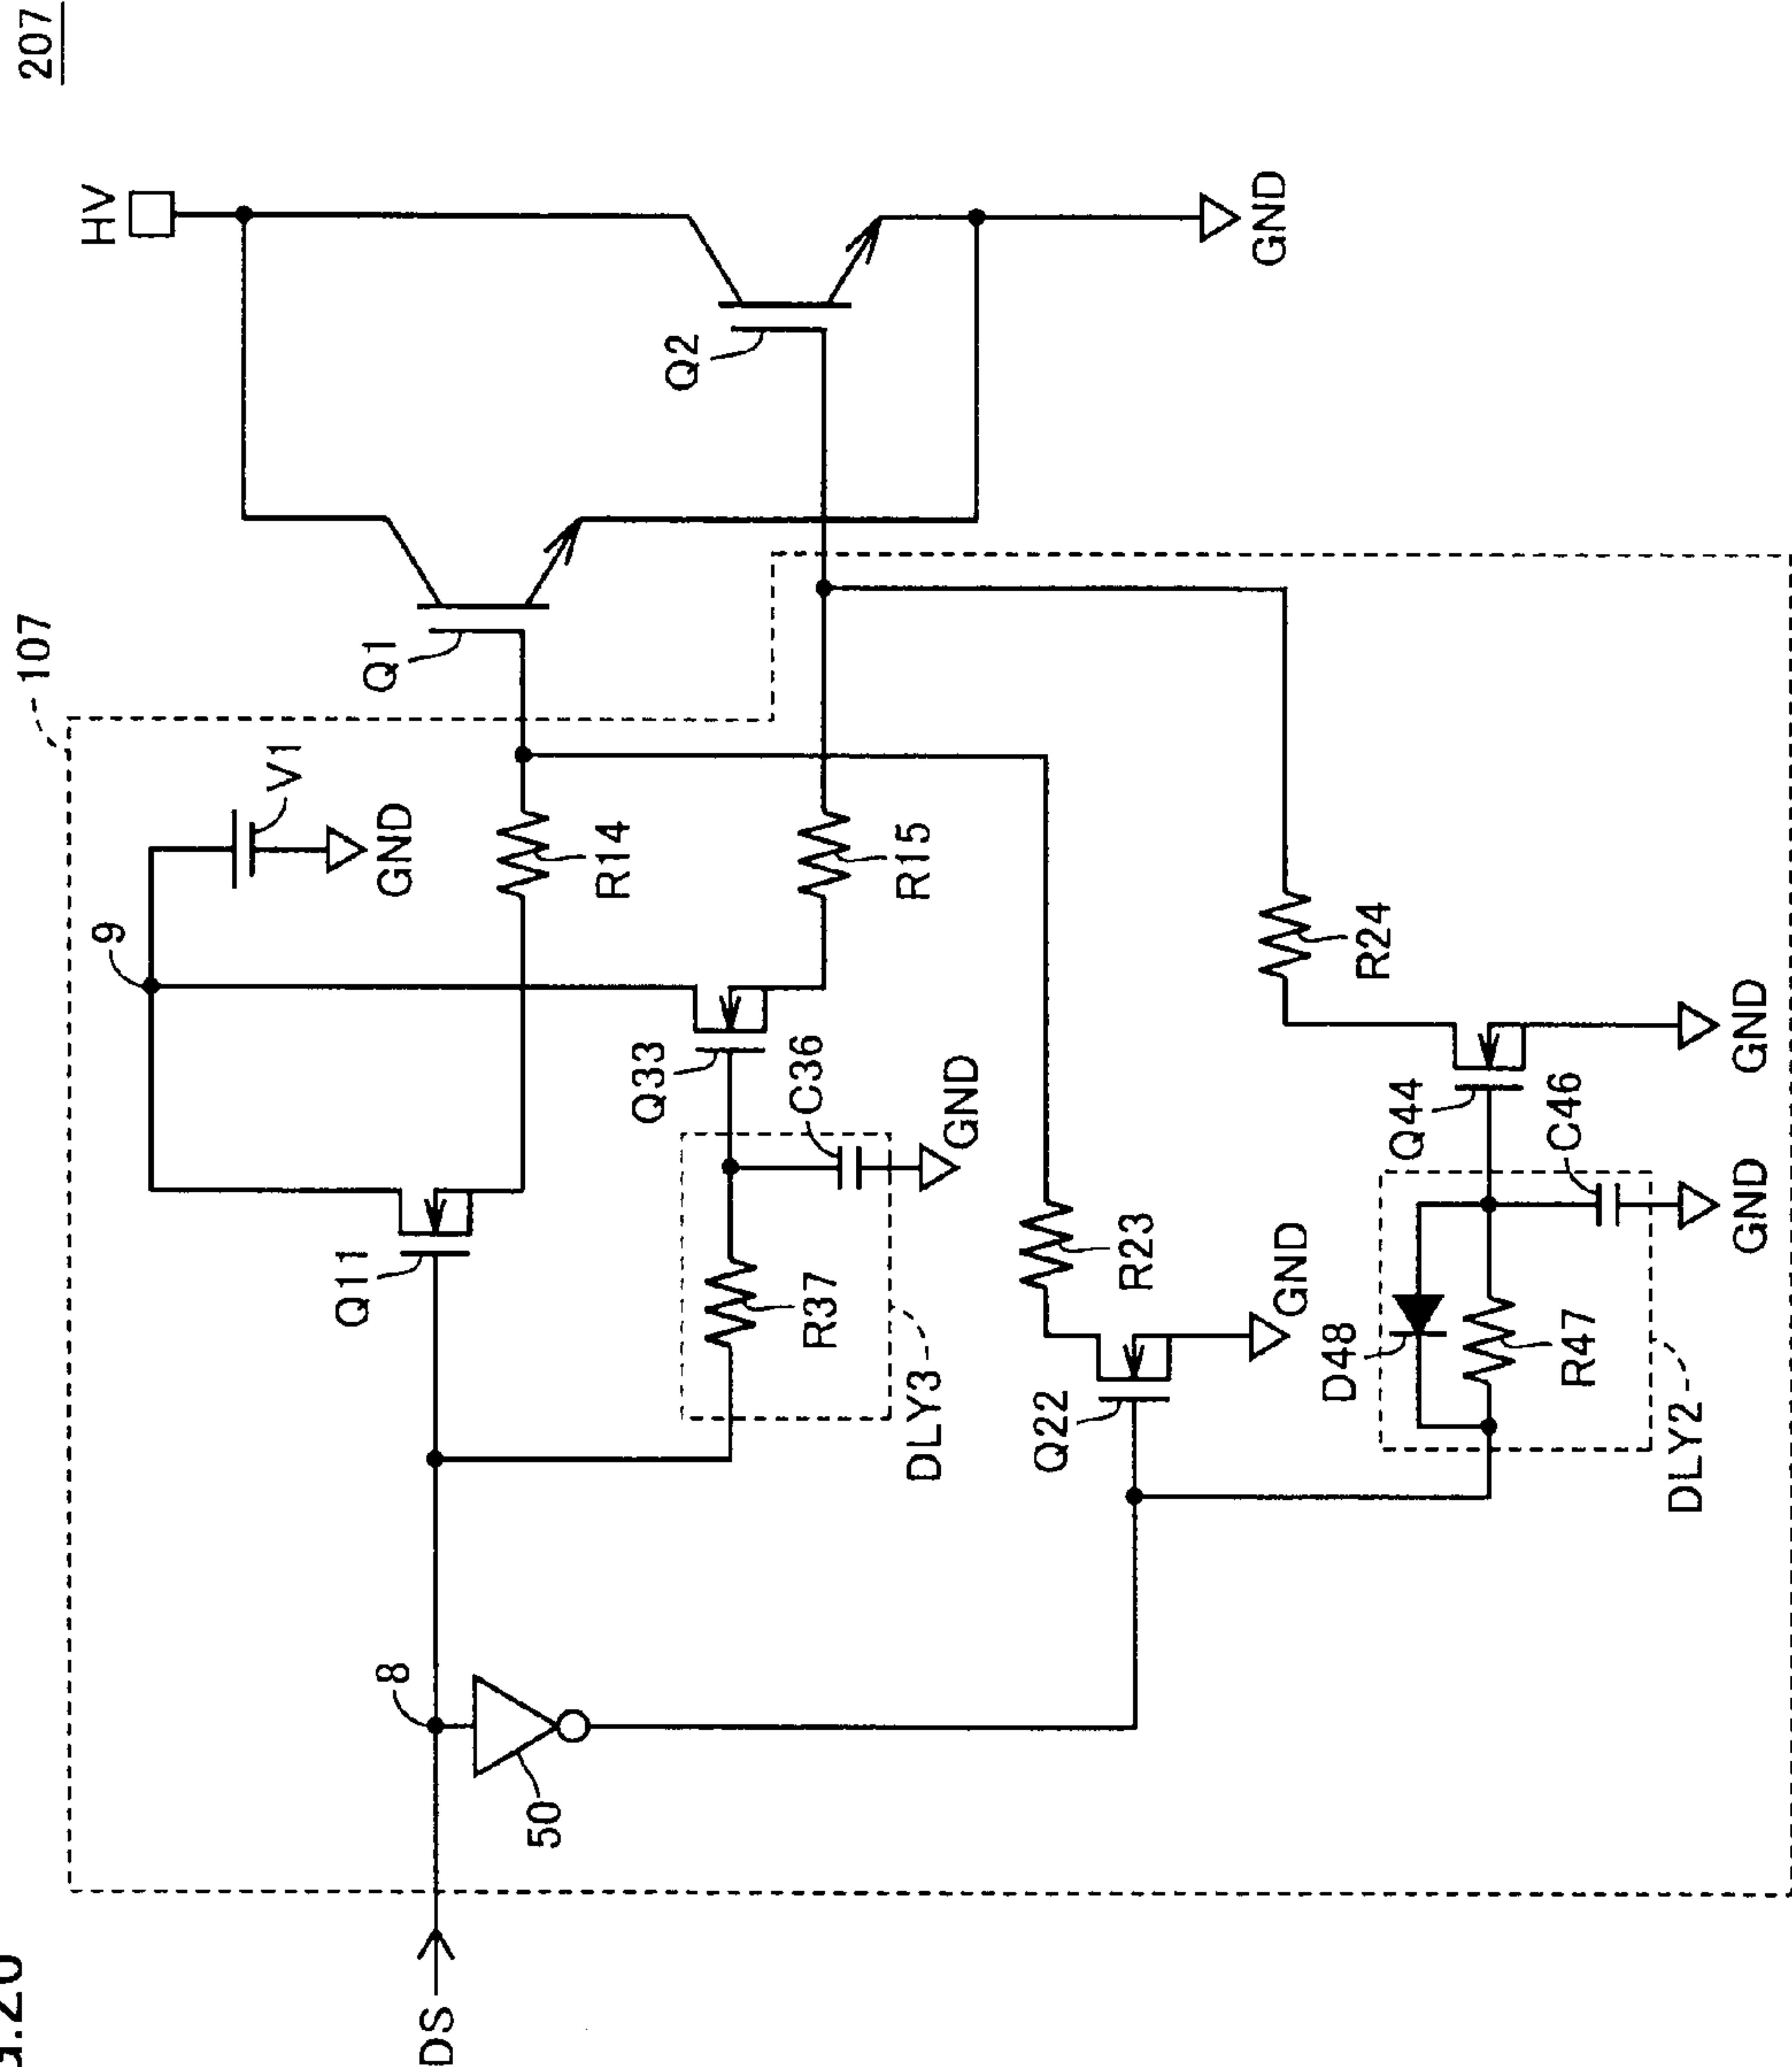 207
107
HV
9
V1
GND
Q1
Q2
GND
Q11
R14
Q33
R15
C36
GND
R37
DLY3
8
50
DS
Q22
R23
GND
R24
Q44
GND
C46
GND
D48
R47
DLY2